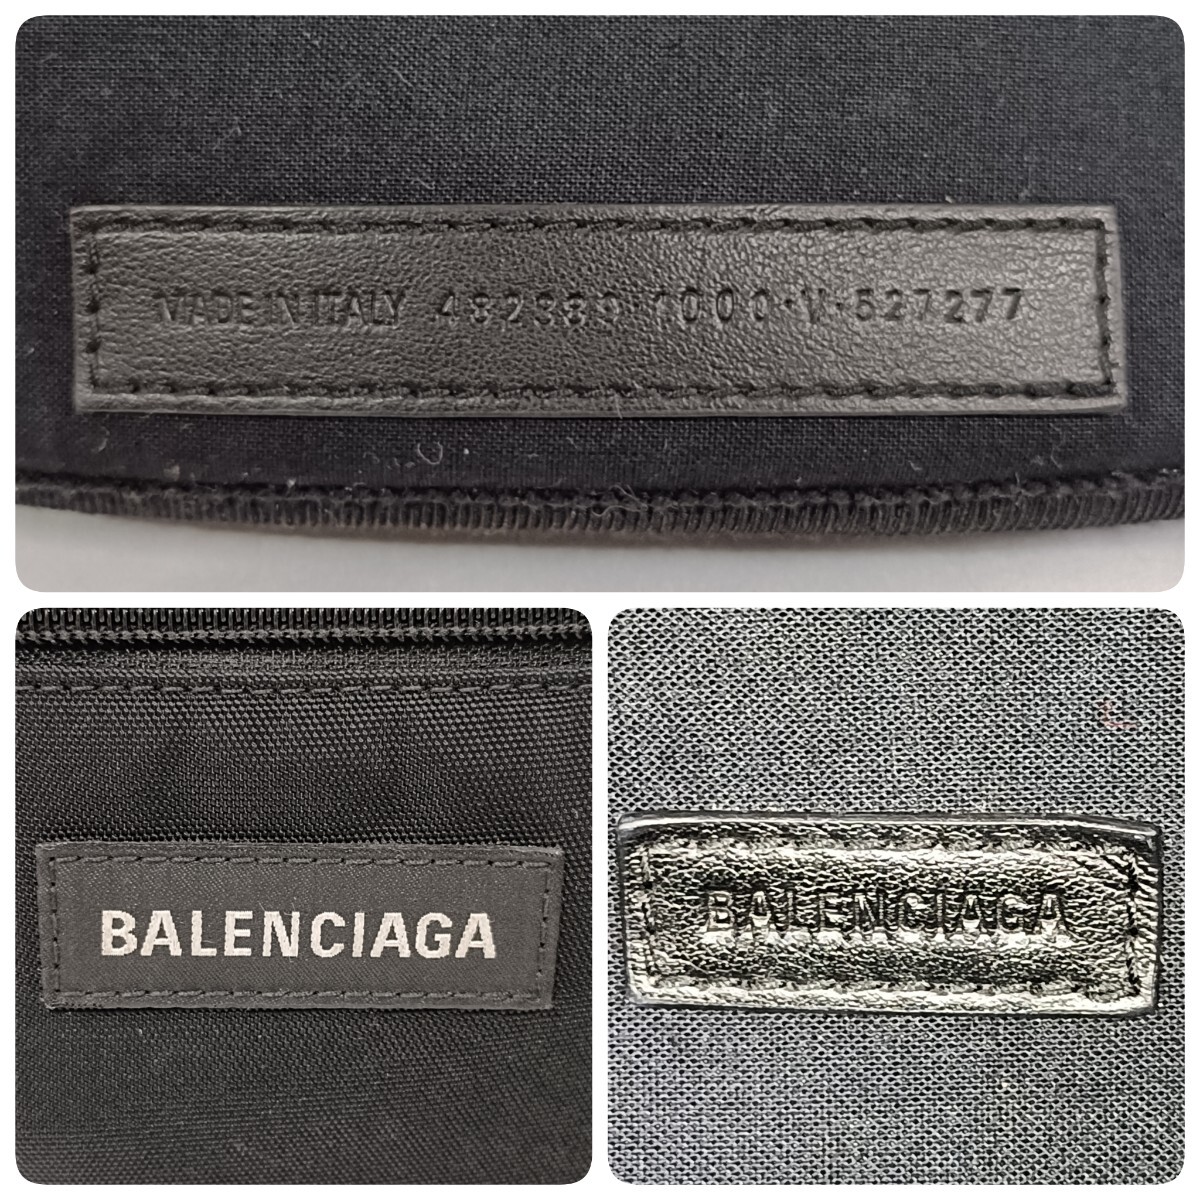 MADE IN ITALY 482389·1000·V·527277
BALENCIAGA
BALENCIAGA